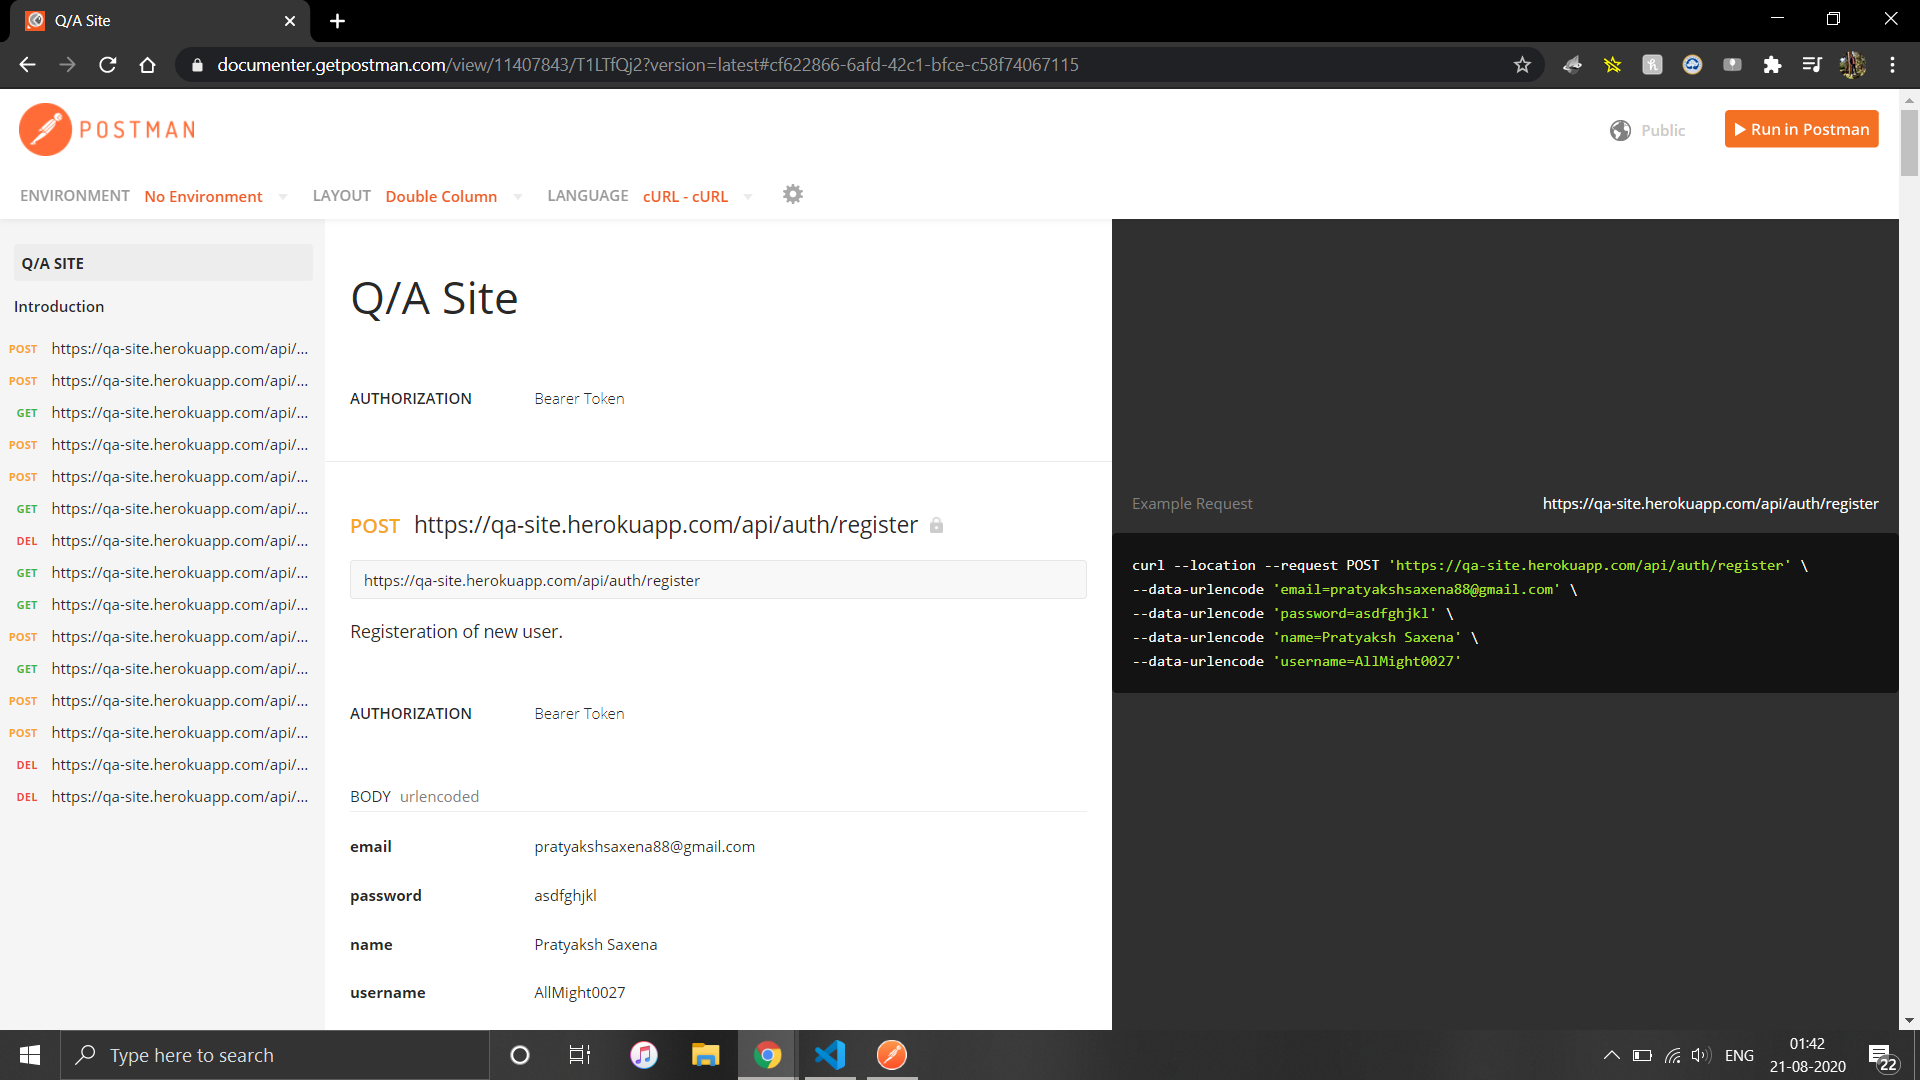 Q/A Site
documenter.getpostman.com/view/11407843/T1LTfQj2?version=latest#cf622866-6afd-42c1-bfce-c58f74067115
POSTMAN
Public
Run in Postman
ENVIRONMENT No Environment LAYOUT Double Column LANGUAGE cURL - cURL
Q/A SITE
Introduction
POST https://qa-site.herokuapp.com/api/...
POST https://qa-site.herokuapp.com/api/...
GET https://qa-site.herokuapp.com/api/...
POST https://qa-site.herokuapp.com/api/...
POST https://qa-site.herokuapp.com/api/...
GET https://qa-site.herokuapp.com/api/...
DEL https://qa-site.herokuapp.com/api/...
GET https://qa-site.herokuapp.com/api/...
GET https://qa-site.herokuapp.com/api/...
POST https://qa-site.herokuapp.com/api/...
GET https://qa-site.herokuapp.com/api/...
POST https://qa-site.herokuapp.com/api/...
POST https://qa-site.herokuapp.com/api/...
DEL https://qa-site.herokuapp.com/api/...
DEL https://qa-site.herokuapp.com/api/...
Q/A Site
AUTHORIZATION Bearer Token
POST https://qa-site.herokuapp.com/api/auth/register
https://qa-site.herokuapp.com/api/auth/register
Registeration of new user.
AUTHORIZATION Bearer Token
BODY urlencoded
email pratyakshsaxena88@gmail.com
password asdfghjkl
name Pratyaksh Saxena
username AllMight0027
Example Request https://qa-site.herokuapp.com/api/auth/register
curl --location --request POST 'https://qa-site.herokuapp.com/api/auth/register' \
--data-urlencode 'email=pratyakshsaxena88@gmail.com' \
--data-urlencode 'password=asdfghjkl' \
--data-urlencode 'name=Pratyaksh Saxena' \
--data-urlencode 'username=AllMight0027'
Type here to search
ENG
01:42
21-08-2020
22